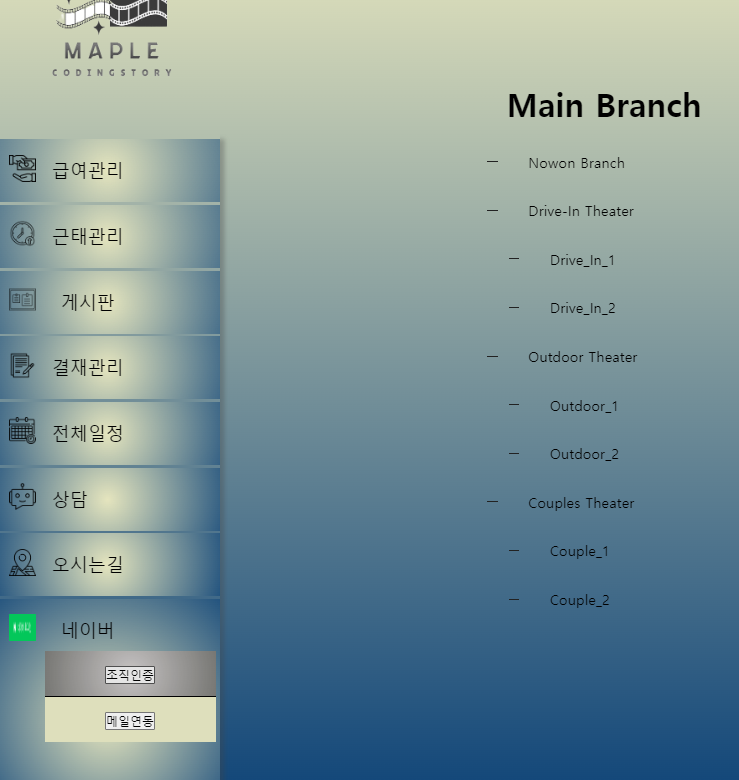 MAPLE
CODINGSTORY
급여관리
근태관리
게시판
결재관리
전체일정
상담
오시는길
네이버
조직인증
메일연동
Main Branch
Nowon Branch
Drive-In Theater
Drive_In_1
Drive_In_2
Outdoor Theater
Outdoor_1
Outdoor_2
Couples Theater
Couple_1
Couple_2